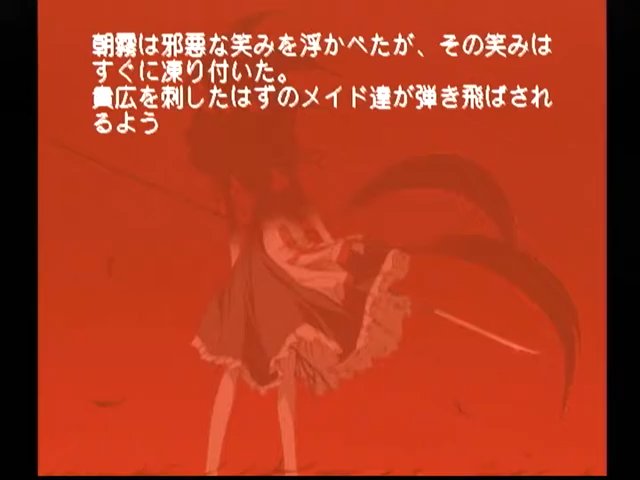 朝霧は邪悪な笑みを浮かべたが、その笑みは
すぐに凍り付いた。
貴広を刺したはずのメイド達が弾き飛ばされ
るよう